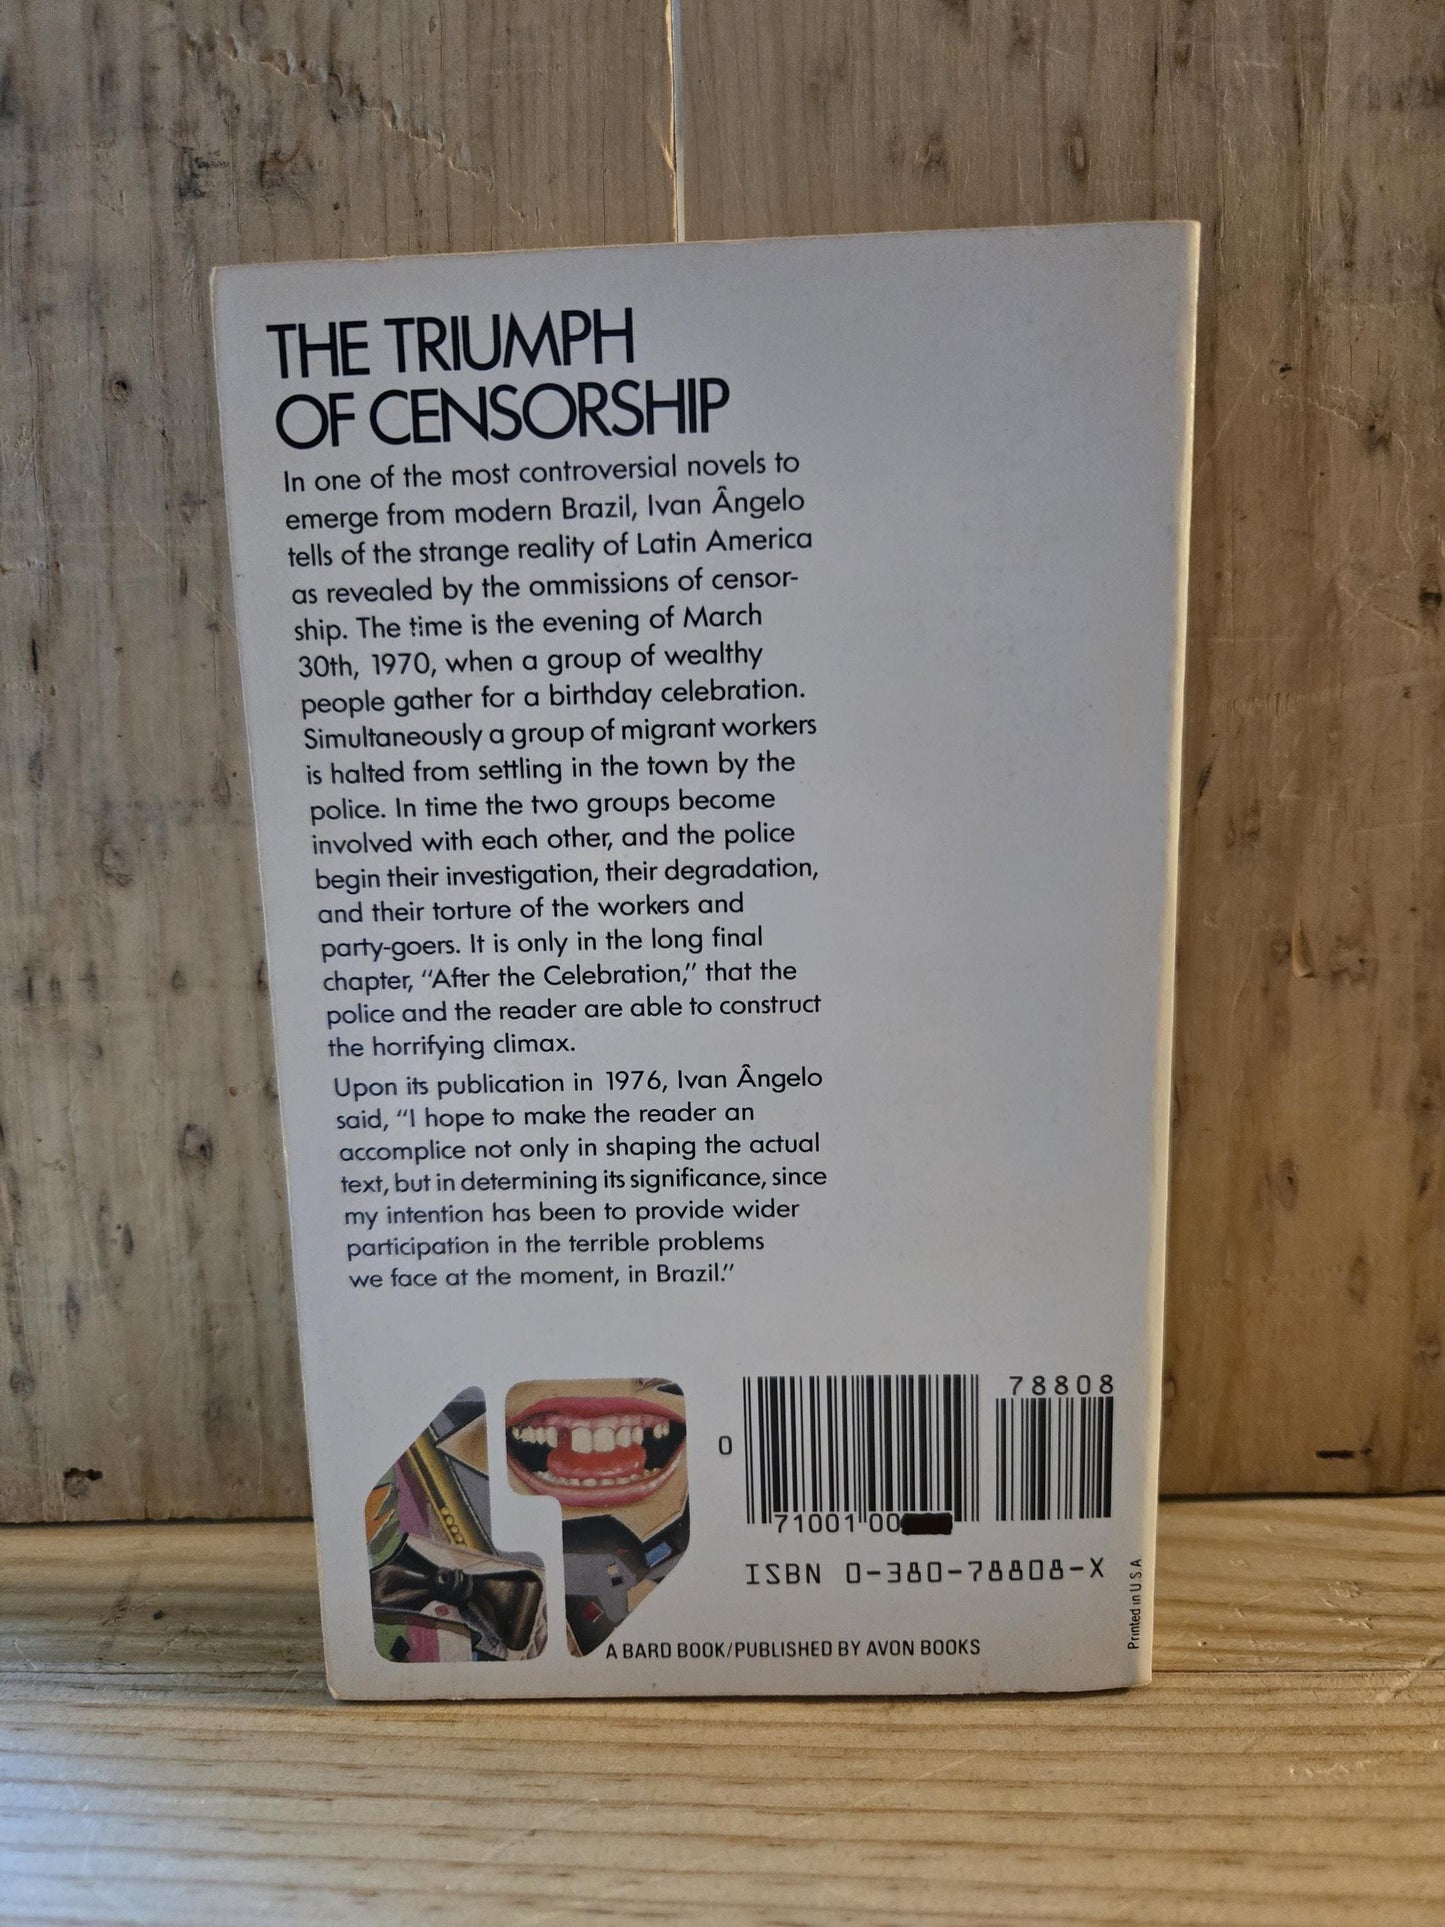 THE TRIUMPH
OF CENSORSHIP
In one of the most controversial novels to
emerge from modern Brazil, Ivan Ângelo
tells of the strange reality of Latin America
as revealed by the ommissions of censor-
ship. The time is the evening of March
30th, 1970, when a group of wealthy
people gather for a birthday celebration.
Simultaneously a group of migrant workers
is halted from settling in the town by the
police. In time the two groups become
involved with each other, and the police
begin their investigation, their degradation,
and their torture of the workers and
party-goers. It is only in the long final
chapter, "After the Celebration," that the
police and the reader are able to construct
the horrifying climax.
Upon its publication in 1976, Ivan Ângelo
said, "I hope to make the reader an
accomplice not only in shaping the actual
text, but in determining its significance, since
my intention has been to provide wider
participation in the terrible problems
we face at the moment, in Brazil."
78808
0
71001 00
ISBN 0-380-78808-X
Printed in U.S.A.
A BARD BOOK/PUBLISHED BY AVON BOOKS